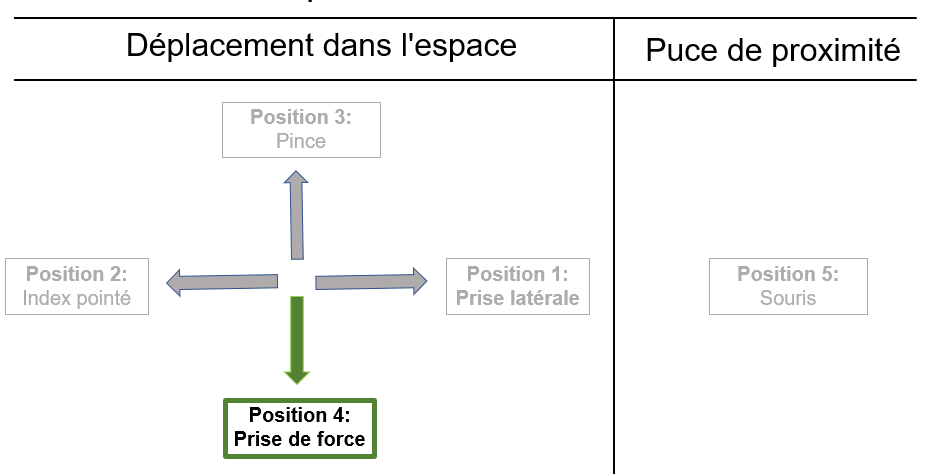 Déplacement dans l'espace
Puce de proximité
Position 3:
Pince
Position 2:
Index pointé
Position 1:
Prise latérale
Position 5:
Souris
Position 4:
Prise de force